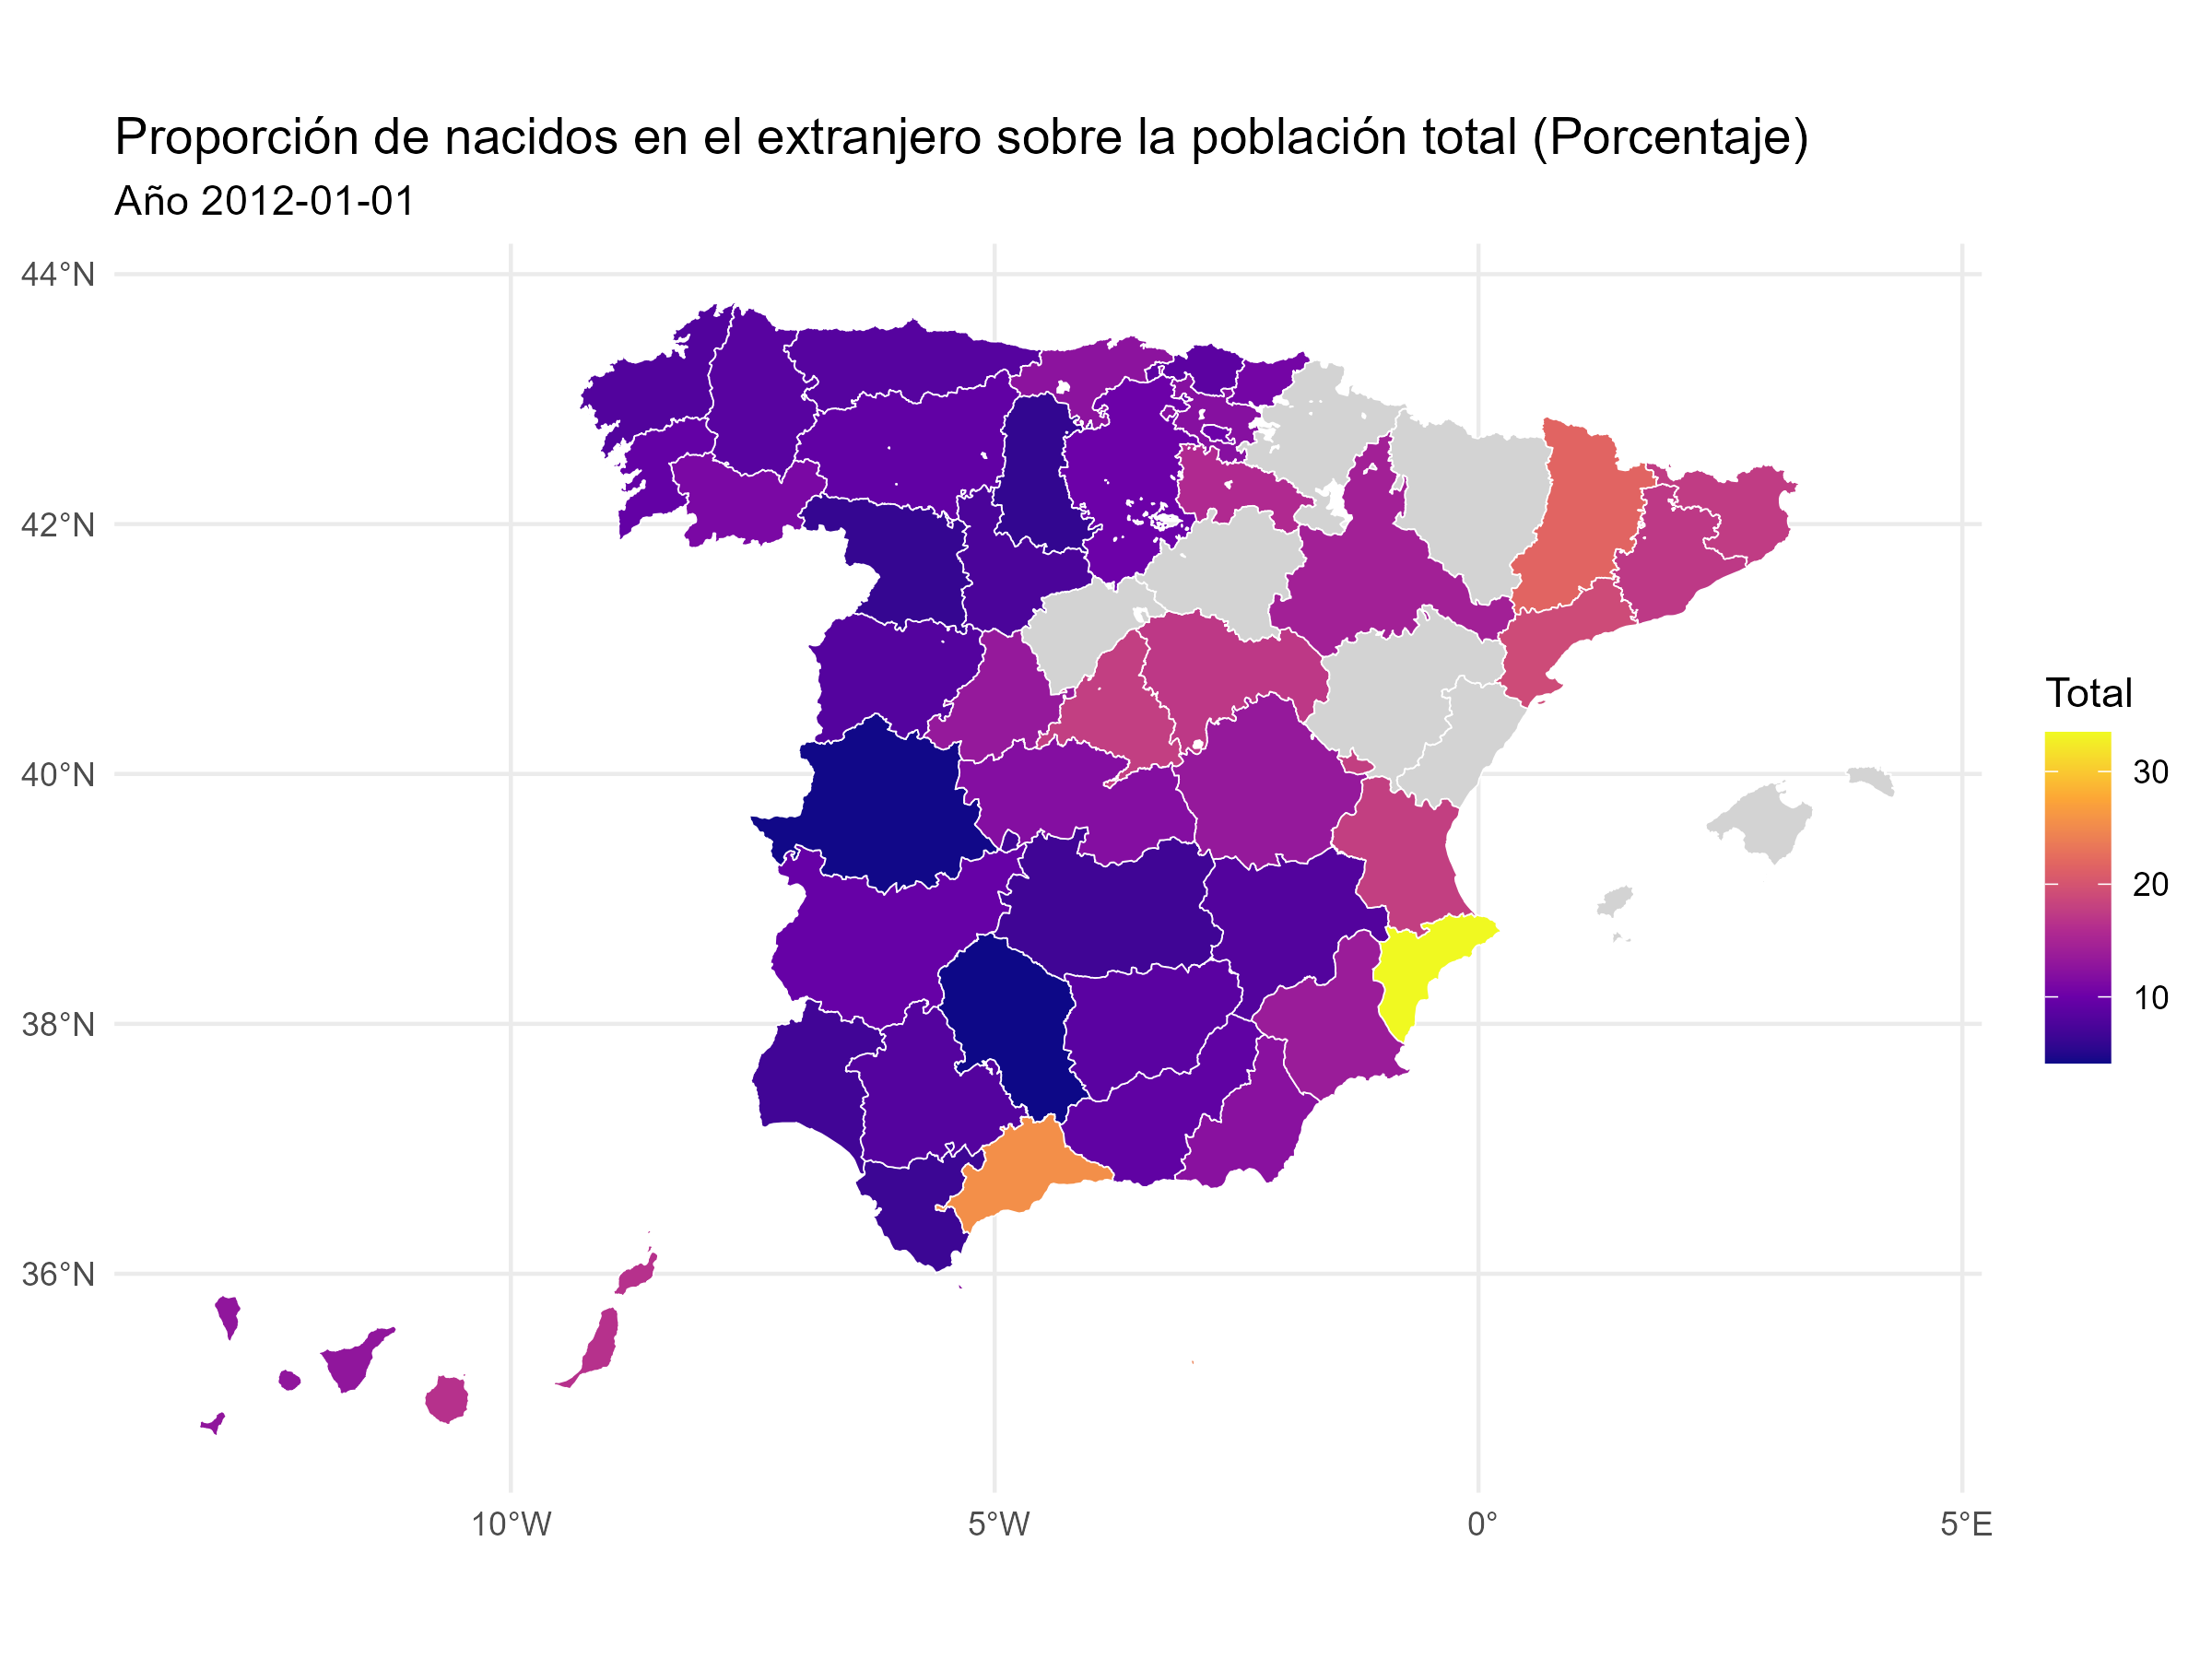 Proporción de nacidos en el extranjero sobre la población total (Porcentaje)
Año 2012-01-01
44°N
42°N
40°N
38°N
36°N
10°W
5°W
0°
5°E
Total
30
20
10